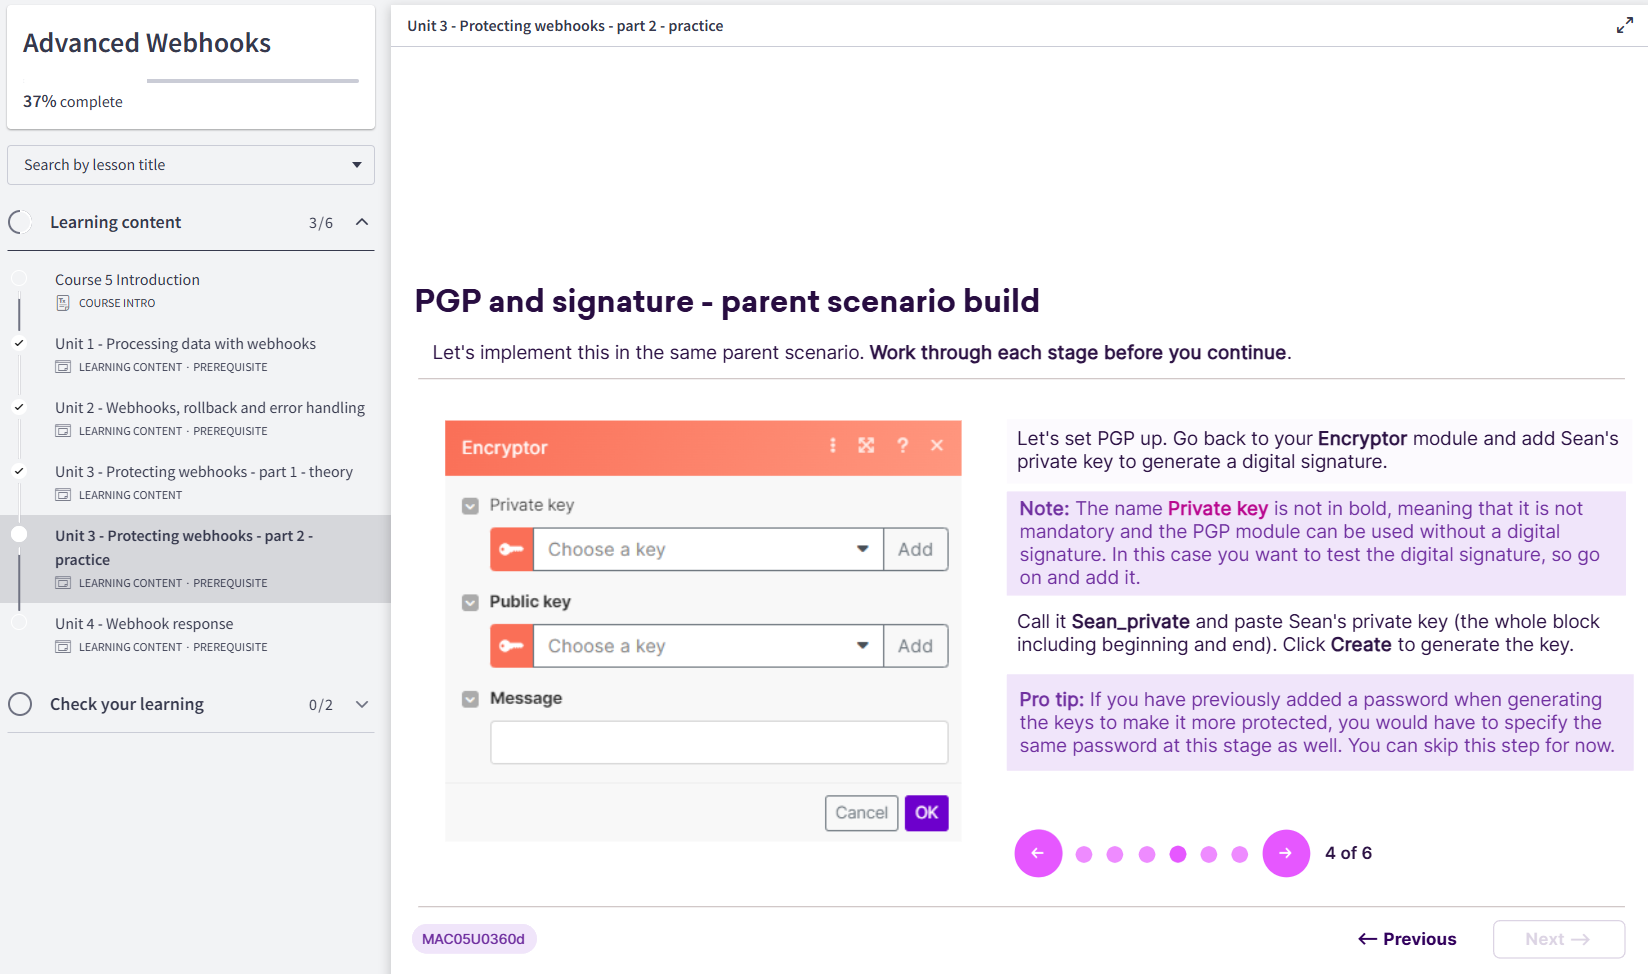 Advanced Webhooks
37% complete
Search by lesson title
Learning content 3/6
Course 5 Introduction
COURSE INTRO
Unit 1 - Processing data with webhooks
LEARNING CONTENT · PREREQUISITE
Unit 2 - Webhooks, rollback and error handling
LEARNING CONTENT · PREREQUISITE
Unit 3 - Protecting webhooks - part 1 - theory
LEARNING CONTENT
Unit 3 - Protecting webhooks - part 2 -
practice
LEARNING CONTENT · PREREQUISITE
Unit 4 - Webhook response
LEARNING CONTENT · PREREQUISITE
Check your learning 0/2
Unit 3 - Protecting webhooks - part 2 - practice
PGP and signature - parent scenario build
Let's implement this in the same parent scenario. Work through each stage before you continue.
Encryptor ?
Private key
Choose a key Add
Public key
Choose a key Add
Message
Cancel OK
Let's set PGP up. Go back to your Encryptor module and add Sean's
private key to generate a digital signature.
Note: The name Private key is not in bold, meaning that it is not
mandatory and the PGP module can be used without a digital
signature. In this case you want to test the digital signature, so go
on and add it.
Call it Sean_private and paste Sean's private key (the whole block
including beginning and end). Click Create to generate the key.
Pro tip: If you have previously added a password when generating
the keys to make it more protected, you would have to specify the
same password at this stage as well. You can skip this step for now.
← → 4 of 6
MAC05U0360d
← Previous Next →